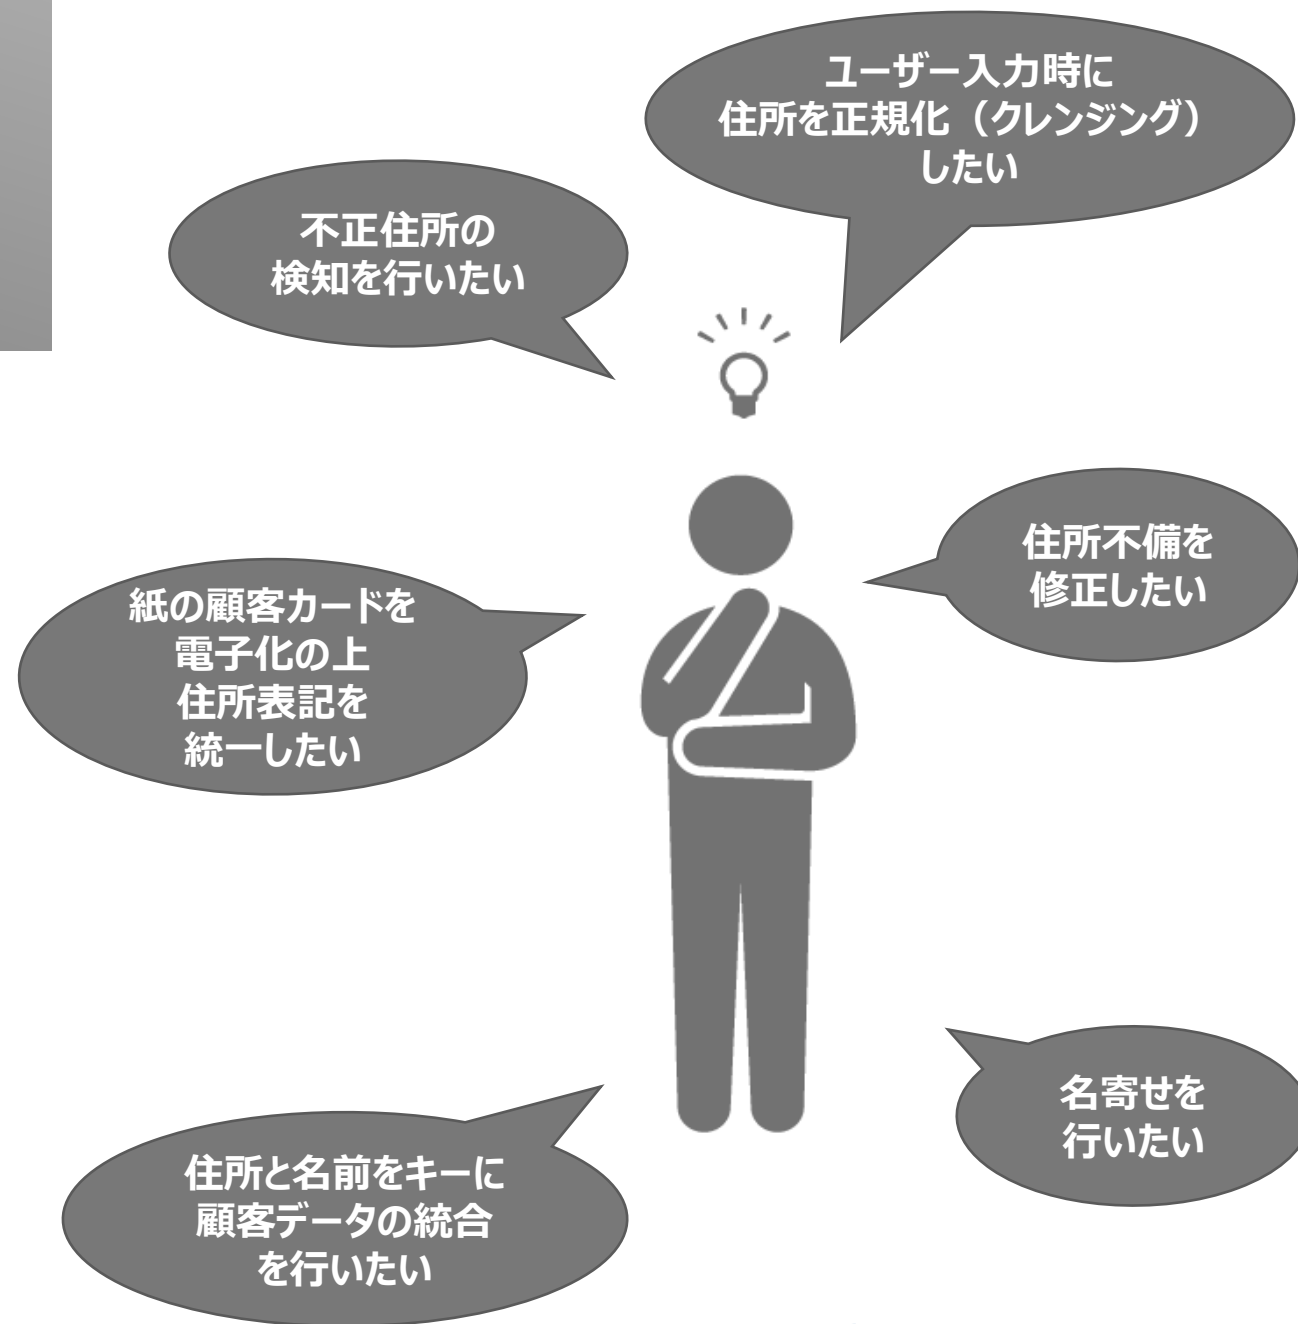 ユーザー入力時に
住所を正規化（クレンジング）
したい
不正住所の
検知を行いたい
住所不備を
修正したい
紙の顧客カードを
電子化の上
住所表記を
統一したい
名寄せを
行いたい
住所と名前をキーに
顧客データの統合
を行いたい